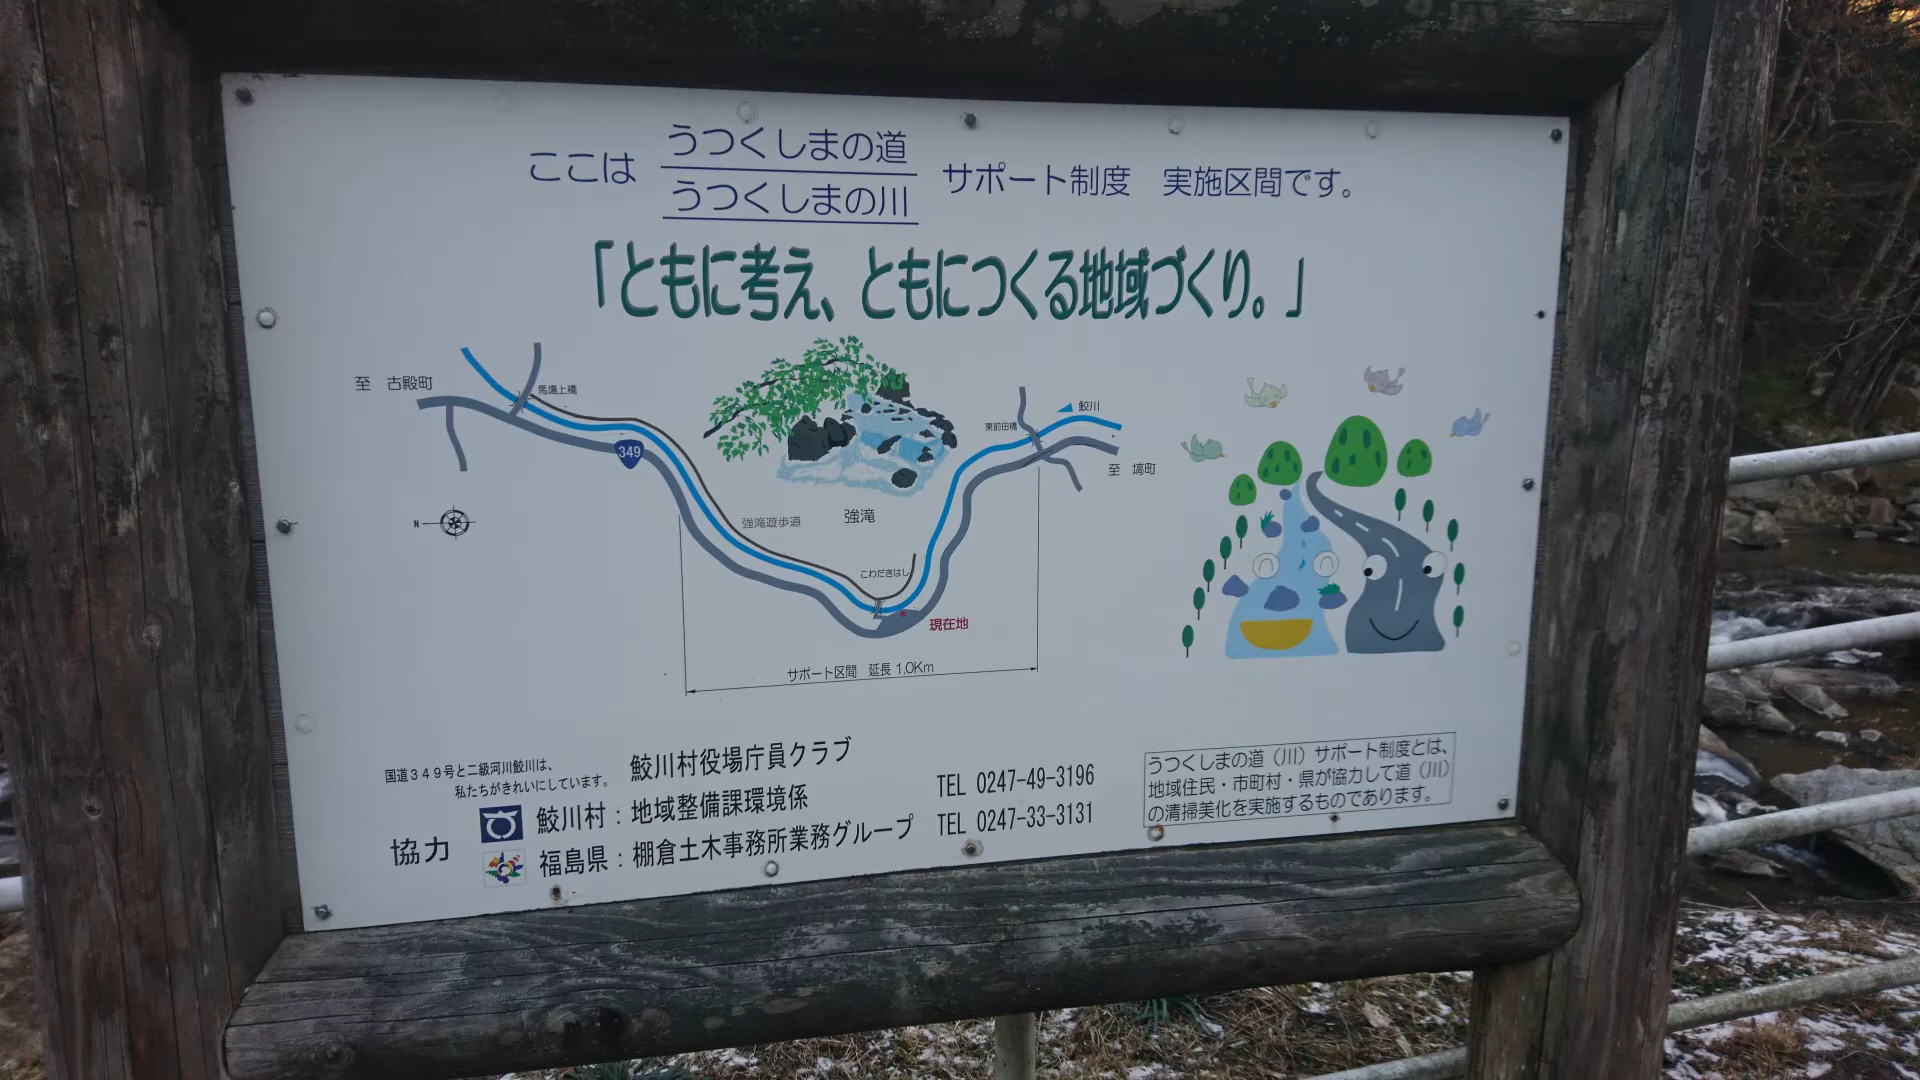 ここは うつくしまの道 サポート制度 実施区間です。
うつくしまの川
「ともに考え、ともにつくる地域づくり。」
至 古殿町
馬場上橋
349
東前田橋
鮫川
至 塙町
N
強滝遊歩道
強滝
こわだきはし
現在地
サポート区間 延長 1.0Km
国道349号と二級河川鮫川は、
私たちがきれいにしています。
鮫川村役場庁員クラブ
協力
鮫川村：地域整備課環境係 TEL 0247-49-3196
福島県：棚倉土木事務所業務グループ TEL 0247-33-3131
うつくしまの道（川）サポート制度とは、
地域住民・市町村・県が協力して道（川）
の清掃美化を実施するものであります。